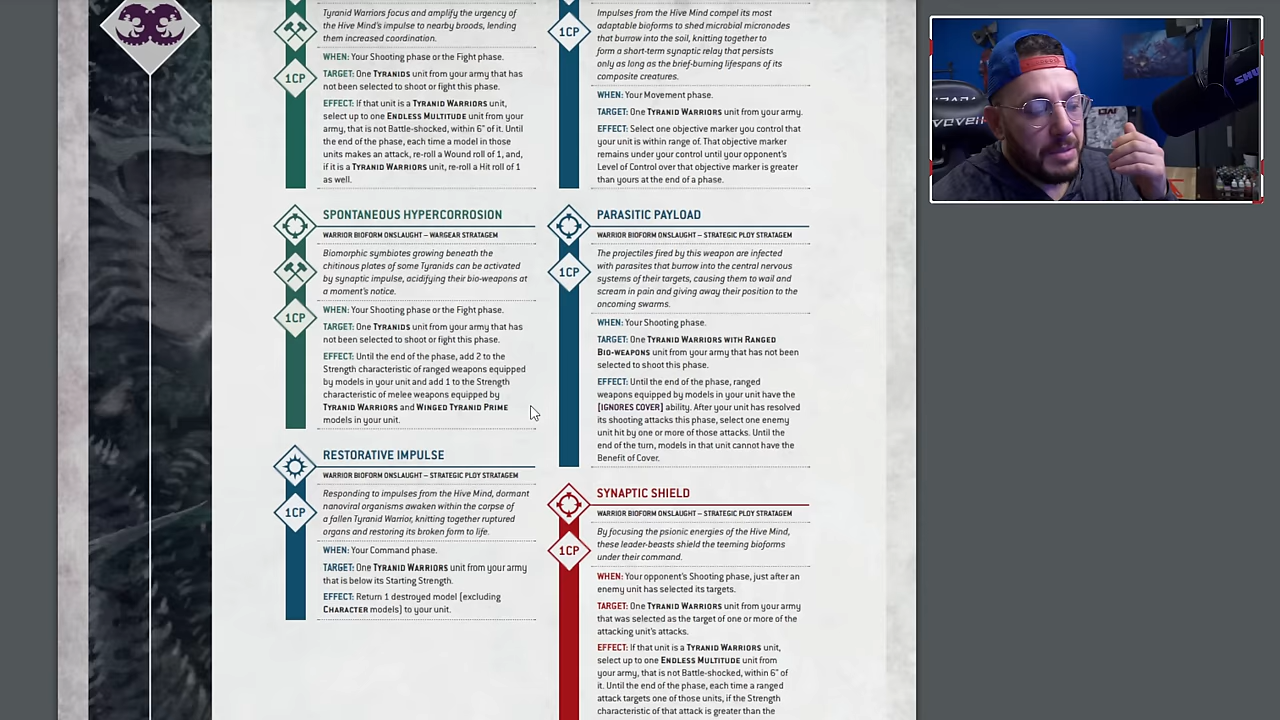 Tyranid Warriors focus and amplify the urgency of
the Hive Mind's impulse to nearby broods, lending
them increased coordination.
1CP
WHEN: Your Shooting phase or the Fight phase.
TARGET: One TYRANIDS unit from your army that has
not been selected to shoot or fight this phase.
EFFECT: If that unit is a TYRANID WARRIORS unit,
select up to one ENDLESS MULTITUDE unit from your
army, that is not Battle-shocked, within 6" of it. Until
the end of the phase, each time a model in those
units makes an attack, re-roll a Wound roll of 1, and,
if it is a TYRANID WARRIORS unit, re-roll a Hit roll of 1
as well.
SPONTANEOUS HYPERCORROSION
WARRIOR BIOFORM ONSLAUGHT – WARGEAR STRATAGEM
Biomorphic symbiotes growing beneath the
chitinous plates of some Tyranids can be activated
by synaptic impulse, acidifying their bio-weapons at
a moment's notice.
1CP
WHEN: Your Shooting phase or the Fight phase.
TARGET: One TYRANIDS unit from your army that has
not been selected to shoot or fight this phase.
EFFECT: Until the end of the phase, add 2 to the
Strength characteristic of ranged weapons equipped
by models in your unit and add 1 to the Strength
characteristic of melee weapons equipped by
TYRANID WARRIORS and WINGED TYRANID PRIME
models in your unit.
RESTORATIVE IMPULSE
WARRIOR BIOFORM ONSLAUGHT – STRATEGIC PLOY STRATAGEM
Responding to impulses from the Hive Mind, dormant
nanoviral organisms awaken within the corpse of
a fallen Tyranid Warrior, knitting together ruptured
organs and restoring its broken form to life.
1CP
WHEN: Your Command phase.
TARGET: One TYRANID WARRIORS unit from your army
that is below its Starting Strength.
EFFECT: Return 1 destroyed model (excluding
CHARACTER models) to your unit.
Impulses from the Hive Mind compel its most
adaptable bioforms to shed microbial micronodes
that burrow into the soil, knitting together to
form a short-term synaptic relay that persists
only as long as the brief-burning lifespans of its
composite creatures.
1CP
WHEN: Your Movement phase.
TARGET: One TYRANID WARRIORS unit from your army.
EFFECT: Select one objective marker you control that
your unit is within range of. That objective marker
remains under your control until your opponent's
Level of Control over that objective marker is greater
than yours at the end of a phase.
PARASITIC PAYLOAD
WARRIOR BIOFORM ONSLAUGHT – STRATEGIC PLOY STRATAGEM
The projectiles fired by this weapon are infected
with parasites that burrow into the central nervous
systems of their targets, causing them to wail and
scream in pain and giving away their position to the
oncoming swarms.
1CP
WHEN: Your Shooting phase.
TARGET: One TYRANID WARRIORS WITH RANGED
BIO-WEAPONS unit from your army that has not been
selected to shoot this phase.
EFFECT: Until the end of the phase, ranged
weapons equipped by models in your unit have the
[IGNORES COVER] ability. After your unit has resolved
its shooting attacks this phase, select one enemy
unit hit by one or more of those attacks. Until the
end of the turn, models in that unit cannot have the
Benefit of Cover.
SYNAPTIC SHIELD
WARRIOR BIOFORM ONSLAUGHT – STRATEGIC PLOY STRATAGEM
By focusing the psionic energies of the Hive Mind,
these leader-beasts shield the teeming bioforms
under their command.
1CP
WHEN: Your opponent's Shooting phase, just after an
enemy unit has selected its targets.
TARGET: One TYRANID WARRIORS unit from your army
that was selected as the target of one or more of the
attacking unit's attacks.
EFFECT: If that unit is a TYRANID WARRIORS unit,
select up to one ENDLESS MULTITUDE unit from
your army, that is not Battle-shocked, within 6" of
it. Until the end of the phase, each time a ranged
attack targets one of those units, if the Strength
characteristic of that attack is greater than the